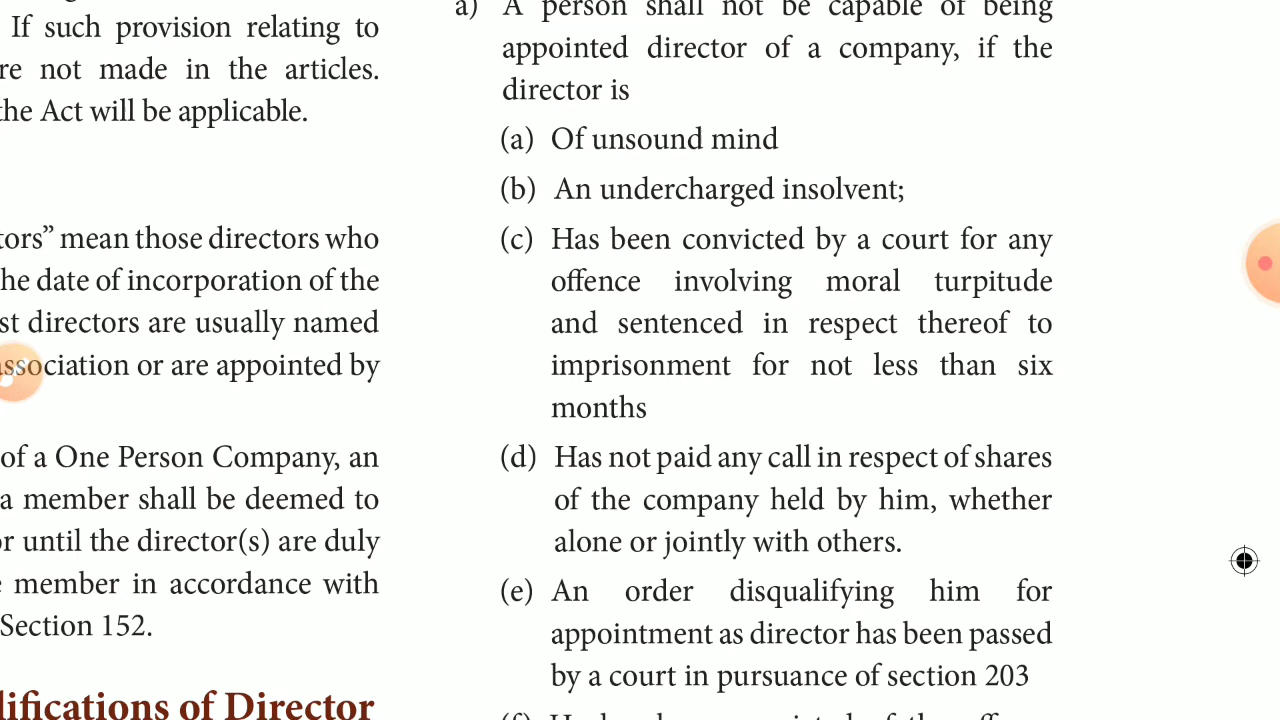 If such provision relating to
re not made in the articles.
the Act will be applicable.
tors” mean those directors who
he date of incorporation of the
st directors are usually named
association or are appointed by
of a One Person Company, an
a member shall be deemed to
or until the director(s) are duly
e member in accordance with
Section 152.
lifications of Director
a) A person shall not be capable of being
appointed director of a company, if the
director is
(a) Of unsound mind
(b) An undercharged insolvent;
(c) Has been convicted by a court for any
offence involving moral turpitude
and sentenced in respect thereof to
imprisonment for not less than six
months
(d) Has not paid any call in respect of shares
of the company held by him, whether
alone or jointly with others.
(e) An order disqualifying him for
appointment as director has been passed
by a court in pursuance of section 203